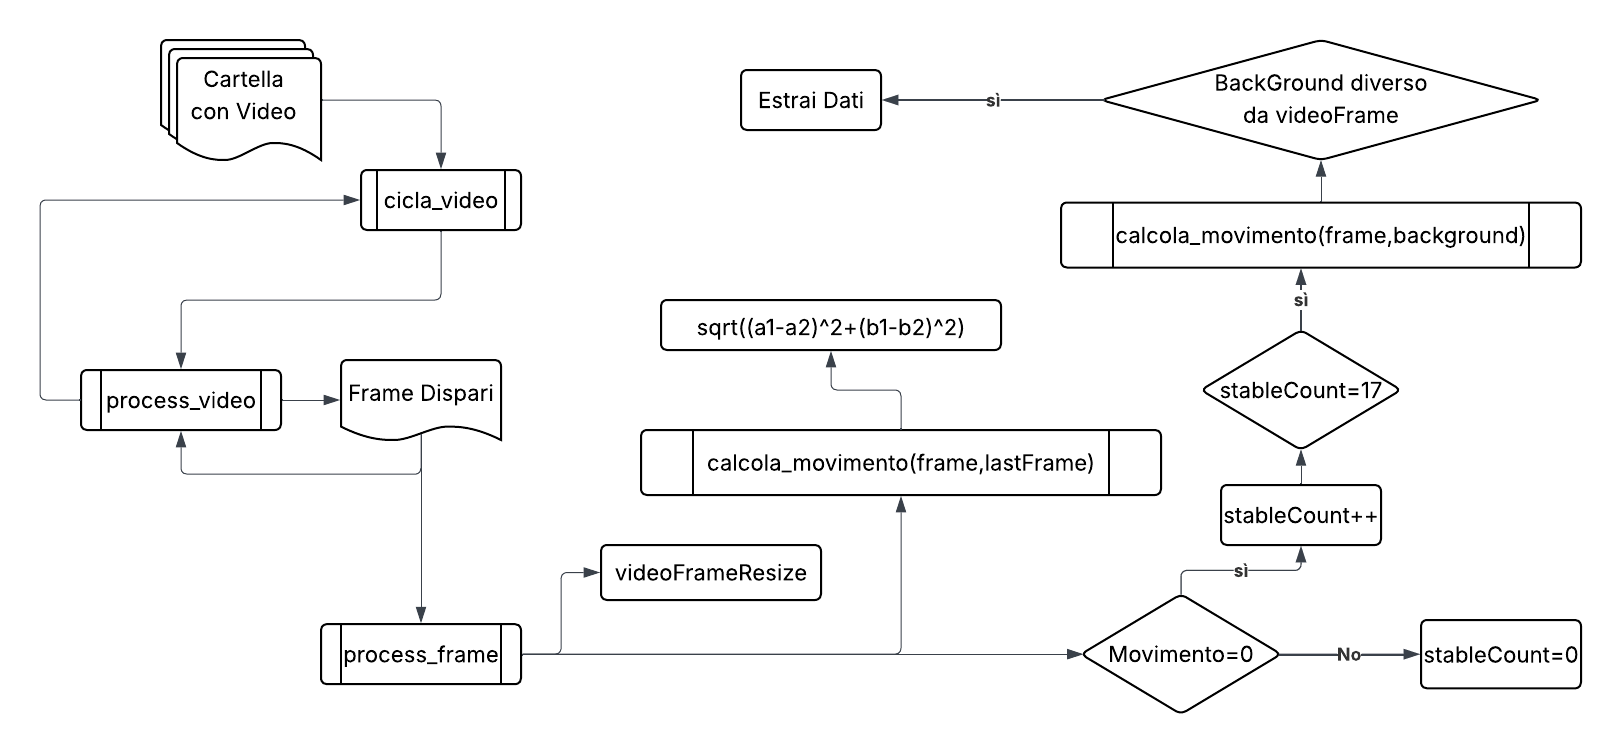 Cartella
con Video
cicla_video
process_video
Frame Dispari
process_frame
videoFrameResize
calcola_movimento(frame,lastFrame)
sqrt((a1-a2)^2+(b1-b2)^2)
Movimento=0
No
stableCount=0
sì
stableCount++
stableCount=17
sì
calcola_movimento(frame,background)
BackGround diverso
da videoFrame
sì
Estrai Dati